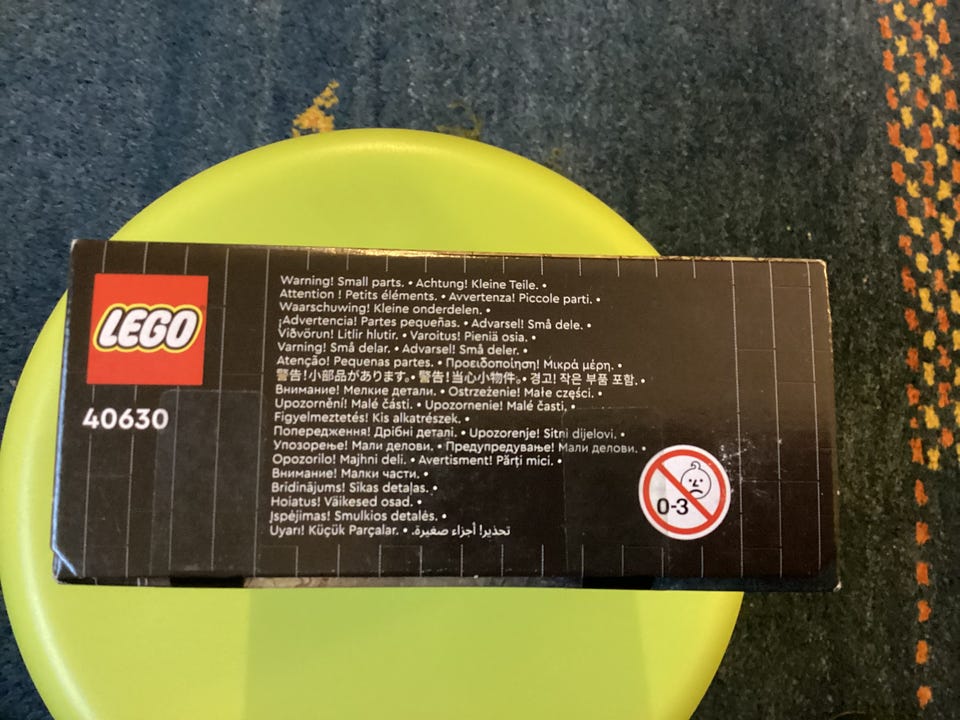 LEGO
40630
Warning! Small parts. • Achtung! Kleine Teile. •
Attention ! Petits éléments. • Avvertenza! Piccole parti. •
Waarschuwing! Kleine onderdelen. •
¡Advertencia! Partes pequeñas. • Advarsel! Små dele. •
Viðvörun! Litlir hlutir. • Varoitus! Pieniä osia. •
Varning! Små delar. • Advarsel! Små deler. •
Atenção! Pequenas partes. • Προειδοποίηση! Μικρά μέρη. •
警告!小部品があります。• 警告!当心小物件。• 경고! 작은 부품 포함. •
Внимание! Мелкие детали. • Ostrzeżenie! Małe części. •
Upozornění! Malé části. • Upozornenie! Malé časti. •
Figyelmeztetés! Kis alkatrészek. •
Попередження! Дрібні деталі. • Upozorenje! Sitni dijelovi. •
Упозорење! Мали делови. • Предупредување! Мали делови. •
Opozorilo! Majhni deli. • Avertisment! Părți mici. •
Внимание! Малки части. •
Brīdinājums! Sīkas detaļas. •
Hoiatus! Väikesed osad. •
Įspėjimas! Smulkios detalės. •
Uyarı! Küçük Parçalar. • تحذير! أجزاء صغيرة. •
0-3